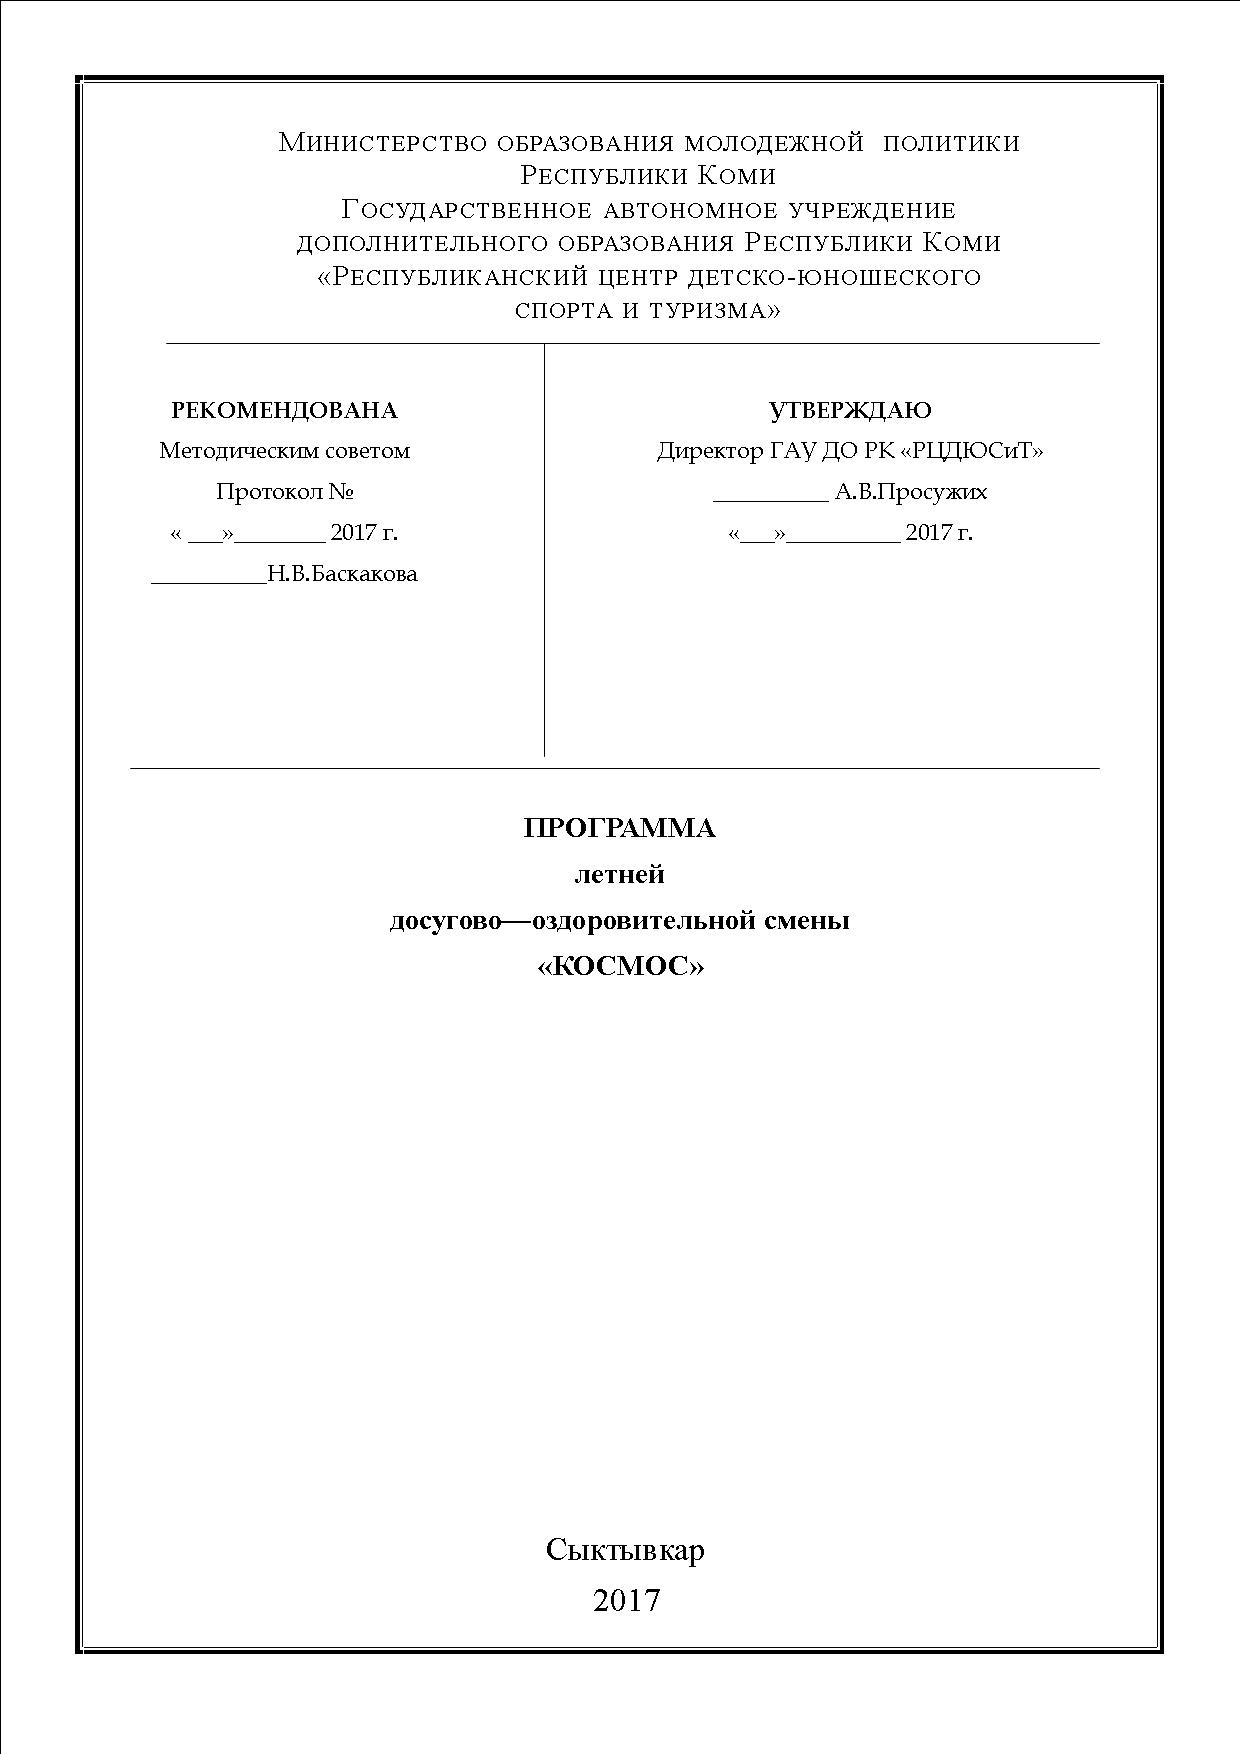 Министерство образования молодежной политики
Республики Коми
Государственное автономное учреждение
дополнительного образования Республики Коми
«Республиканский центр детско-юношеского
спорта и туризма»
РЕКОМЕНДОВАНА
Методическим советом
Протокол №
« ___»________ 2017 г.
__________Н.В.Баскакова
УТВЕРЖДАЮ
Директор ГАУ ДО РК «РЦДЮСиТ»
__________ А.В.Просужих
«___»__________ 2017 г.
ПРОГРАММА
летней
досугово—оздоровительной смены
«КОСМОС»
Сыктывкар
2017